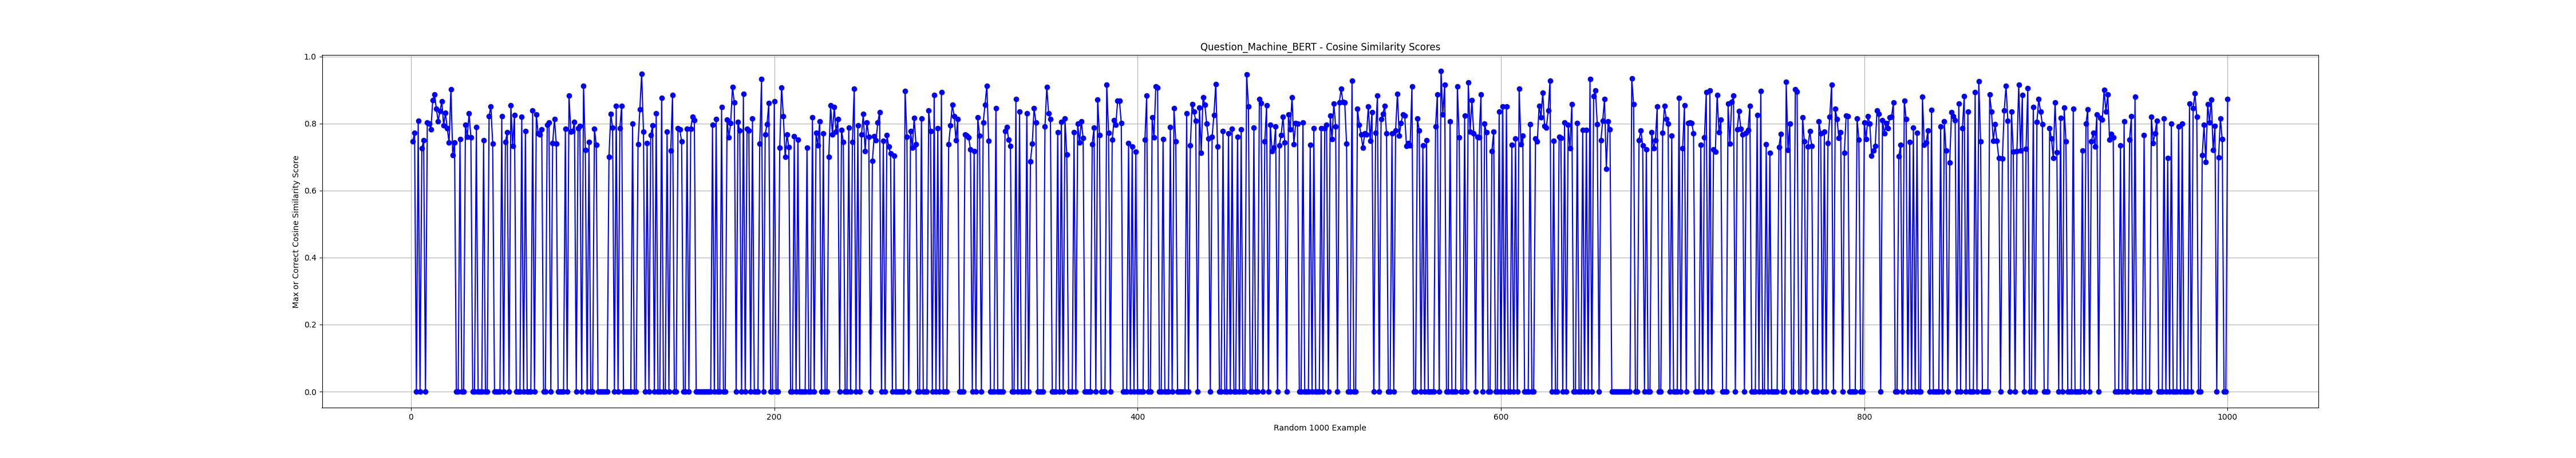 Question_Machine_BERT - Cosine Similarity Scores
Max or Correct Cosine Similarity Score
1.0
0.8
0.6
0.4
0.2
0.0
0 200 400 600 800 1000
Random 1000 Example